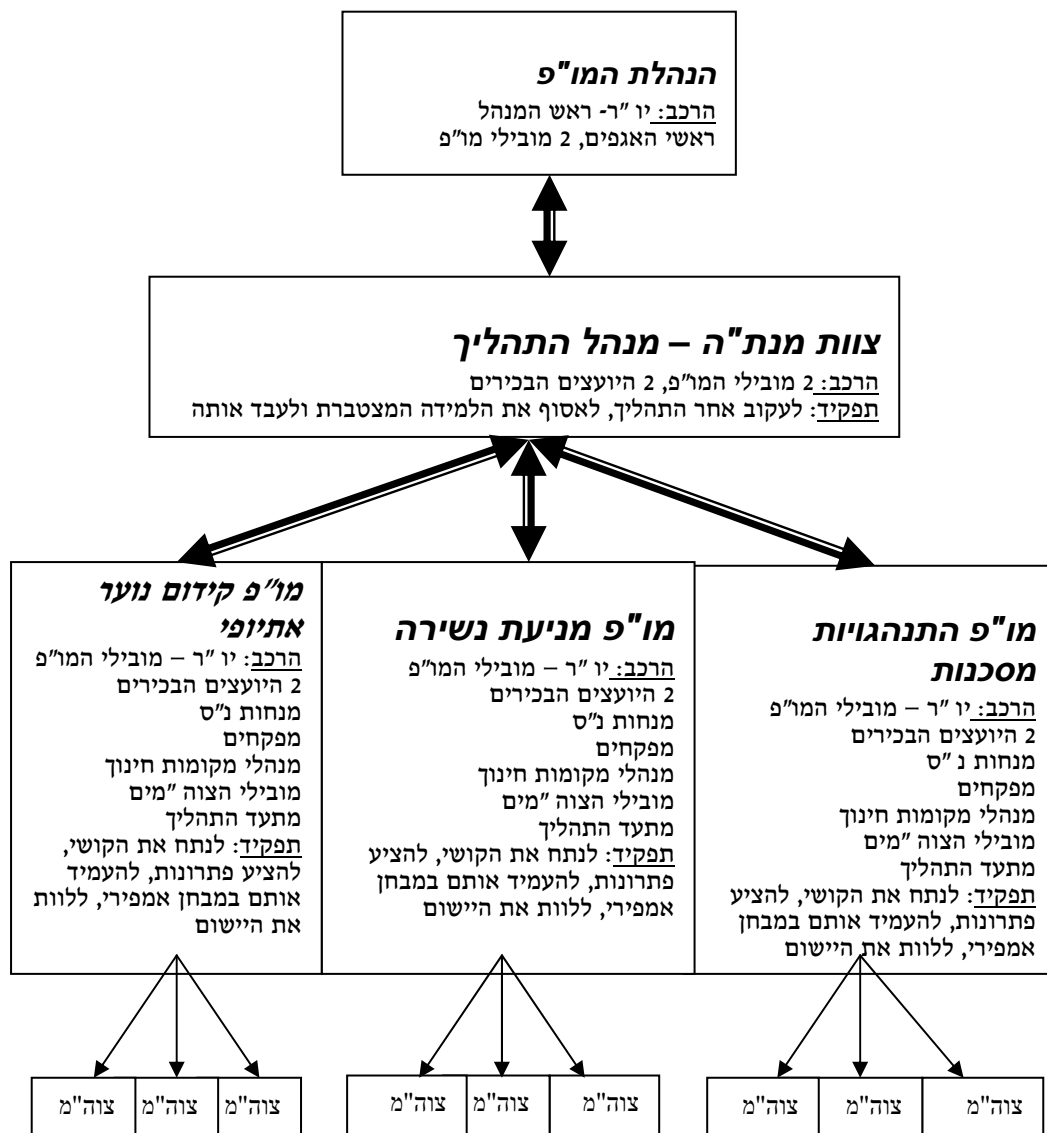 הנהלת המו"פ
הרכב: יו "ר- ראש המנהל
ראשי האגפים, 2 מובילי מו"פ
צוות מנת"ה – מנהל התהליך
הרכב: 2 מובילי המו"פ, 2 היועצים הבכירים
תפקיד: לעקוב אחר התהליך, לאסוף את הלמידה המצטברת ולעבד אותה
מו"פ התנהגויות
מסכנות
הרכב: יו "ר – מובילי המו"פ
2 היועצים הבכירים
מנחות נ "ס
מפקחים
מנהלי מקומות חינוך
מובילי הצוה "מים
מתעד התהליך
תפקיד: לנתח את הקושי, להציע
פתרונות, להעמיד אותם במבחן
אמפירי, ללוות את היישום
מו"פ מניעת נשירה
הרכב: יו "ר – מובילי המו"פ
2 היועצים הבכירים
מנחות נ"ס
מפקחים
מנהלי מקומות חינוך
מובילי הצוה "מים
מתעד התהליך
תפקיד: לנתח את הקושי, להציע
פתרונות, להעמיד אותם במבחן
אמפירי, ללוות את היישום
מו"פ קידום נוער
אתיופי
הרכב: יו "ר – מובילי המו"פ
2 היועצים הבכירים
מנחות נ"ס
מפקחים
מנהלי מקומות חינוך
מובילי הצוה "מים
מתעד התהליך
תפקיד: לנתח את הקושי,
להציע פתרונות, להעמיד
אותם במבחן אמפירי, ללוות
את היישום
צוה"מ
צוה"מ
צוה"מ
צוה"מ
צוה"מ
צוה"מ
צוה"מ
צוה"מ
צוה"מ